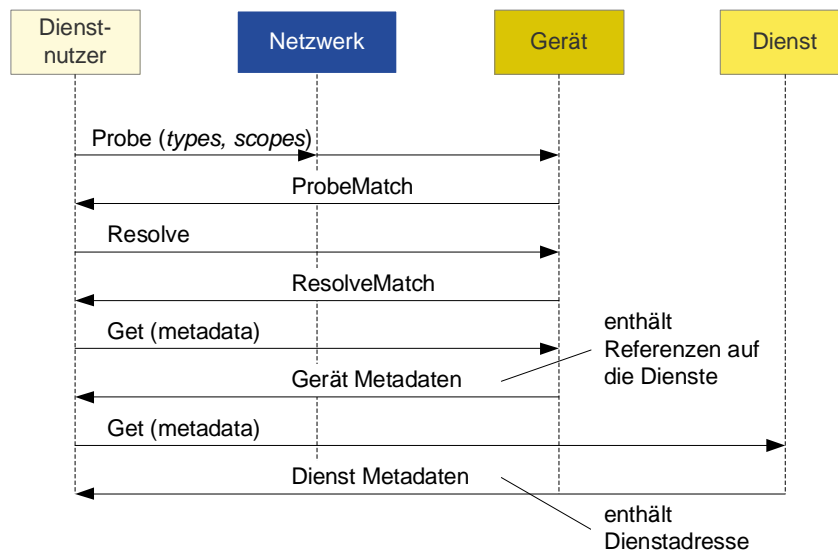 Dienst-
nutzer
Netzwerk
Gerät
Dienst
Probe (types, scopes)
ProbeMatch
Resolve
ResolveMatch
Get (metadata)
enthält
Referenzen auf
die Dienste
Gerät Metadaten
Get (metadata)
Dienst Metadaten
enthält
Dienstadresse